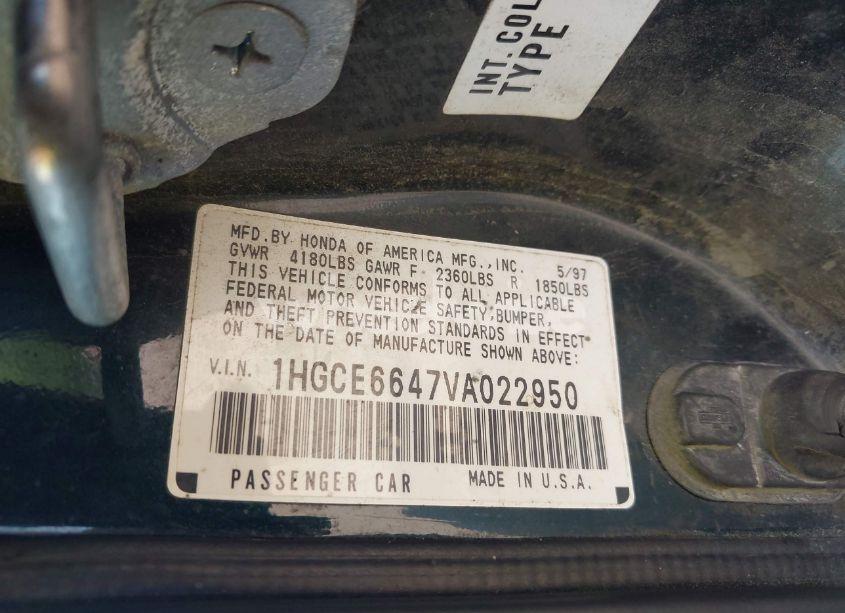 INT. COL
TYPE
MFD. BY HONDA OF AMERICA MFG., INC. 5/97
GVWR 4180LBS GAWR F 2360LBS R 1850LBS
THIS VEHICLE CONFORMS TO ALL APPLICABLE
FEDERAL MOTOR VEHICLE SAFETY, BUMPER,
AND THEFT PREVENTION STANDARDS IN EFFECT
ON THE DATE OF MANUFACTURE SHOWN ABOVE:
V.I.N. 1HGCE6647VA022950
PASSENGER CAR MADE IN U.S.A.